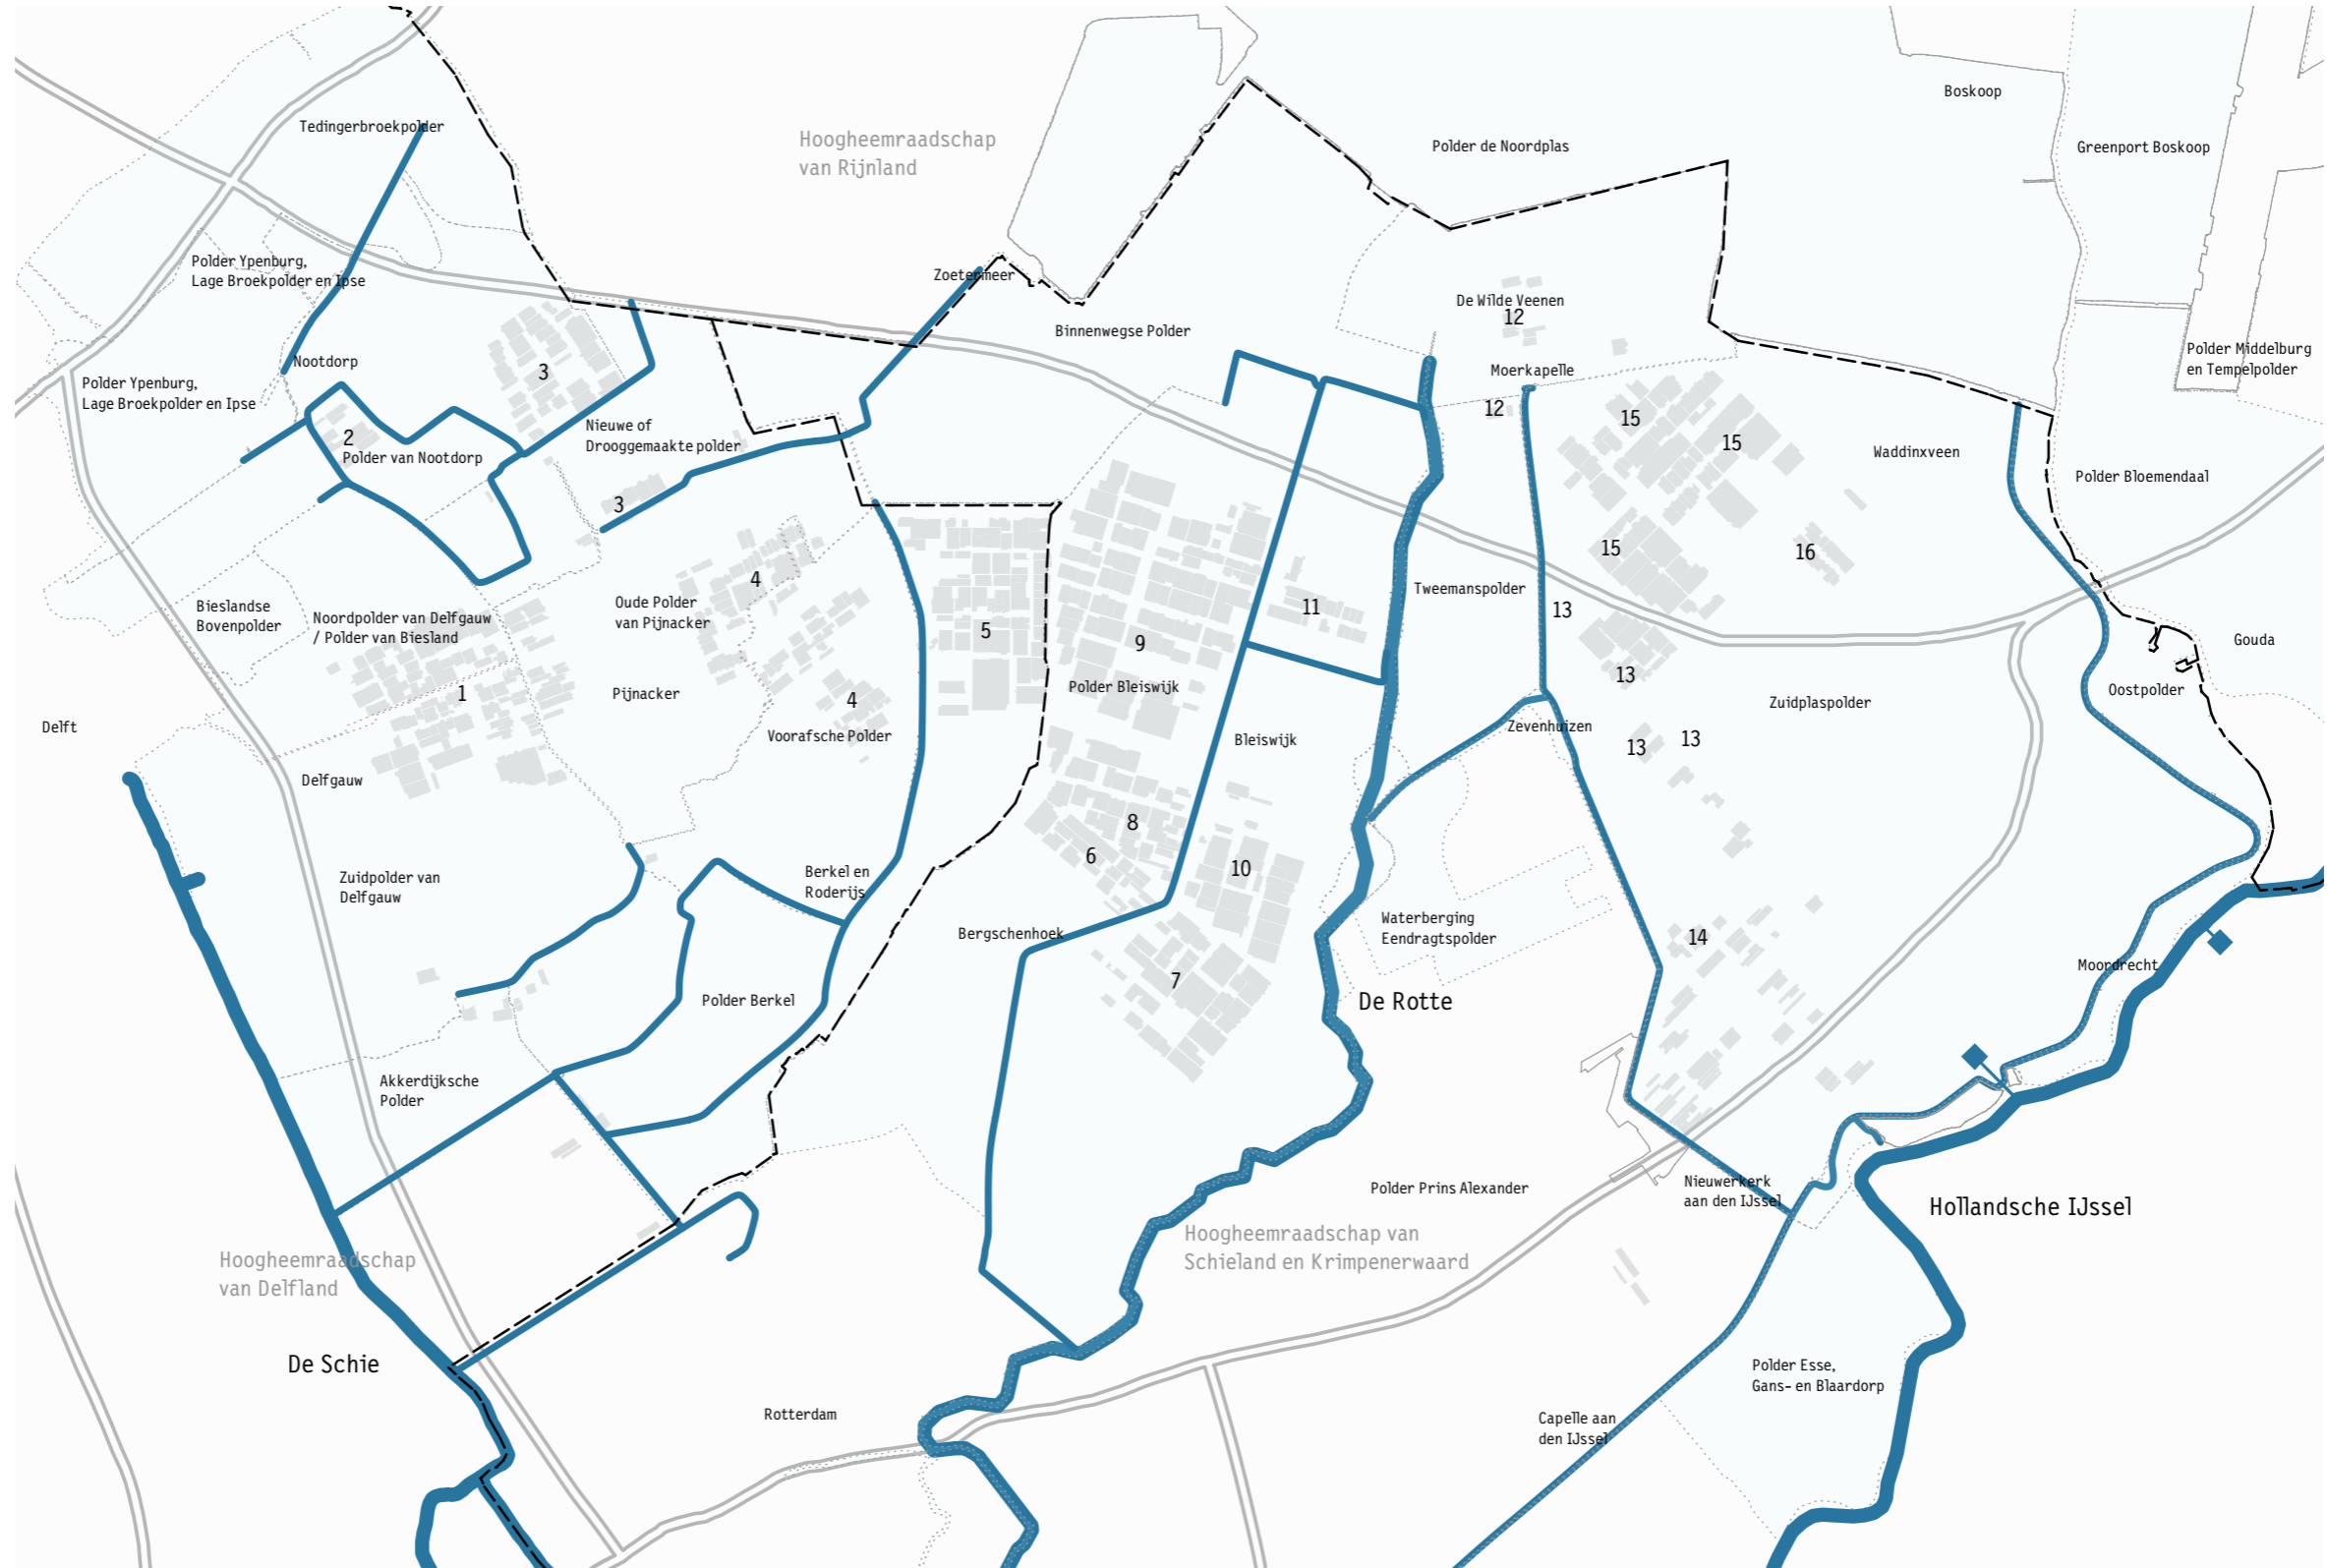 Boskoop
Tedingerbroekpolder
Hoogheemraadschap
van Rijnland
Polder de Noordplas
Greenport Boskoop
Polder Ypenburg,
Lage Broekpolder en Ipse
Zoetermeer
De Wilde Veenen
12
Binnenwegse Polder
Nootdorp
3
Moerkapelle
Polder Middelburg
en Tempelpolder
Polder Ypenburg,
Lage Broekpolder en Ipse
12
15
15
2
Polder van Nootdorp
Nieuwe of
Drooggemaakte polder
Waddinxveen
Polder Bloemendaal
3
15
16
4
Tweemanspolder
Bieslandse
Bovenpolder
Noordpolder van Delfgauw
/ Polder van Biesland
Oude Polder
van Pijnacker
11
13
5
9
Gouda
13
1
Pijnacker
Polder Bleiswijk
Oostpolder
4
Zuidplaspolder
Delft
Voorafsche Polder
Bleiswijk
Zevenhuizen
13
13
Delfgauw
8
6
10
Zuidpolder van
Delfgauw
Berkel en
Roderijs
Waterberging
Eendragtspolder
Bergschenhoek
14
Moordrecht
7
Polder Berkel
De Rotte
Akkerdijksche
Polder
Polder Prins Alexander
Nieuwerkerk
aan den IJssel
Hollandsche IJssel
Hoogheemraadschap van
Schieland en Krimpenerwaard
Hoogheemraadschap
van Delfland
De Schie
Polder Esse,
Gans- en Blaardorp
Rotterdam
Capelle aan
den IJssel